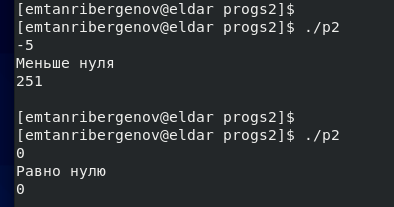 [emtanribergenov@eldar progs2]$
[emtanribergenov@eldar progs2]$ ./p2
-5
Меньше нуля
251
[emtanribergenov@eldar progs2]$
[emtanribergenov@eldar progs2]$ ./p2
0
Равно нулю
0